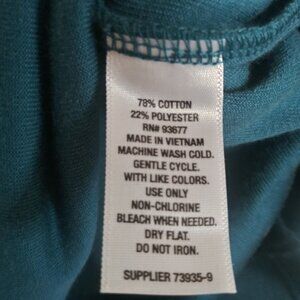 78% COTTON
22% POLYESTER
RN# 93677
MADE IN VIETNAM
MACHINE WASH COLD.
GENTLE CYCLE.
WITH LIKE COLORS.
USE ONLY
NON-CHLORINE
BLEACH WHEN NEEDED.
DRY FLAT.
DO NOT IRON.
SUPPLIER 73935-9